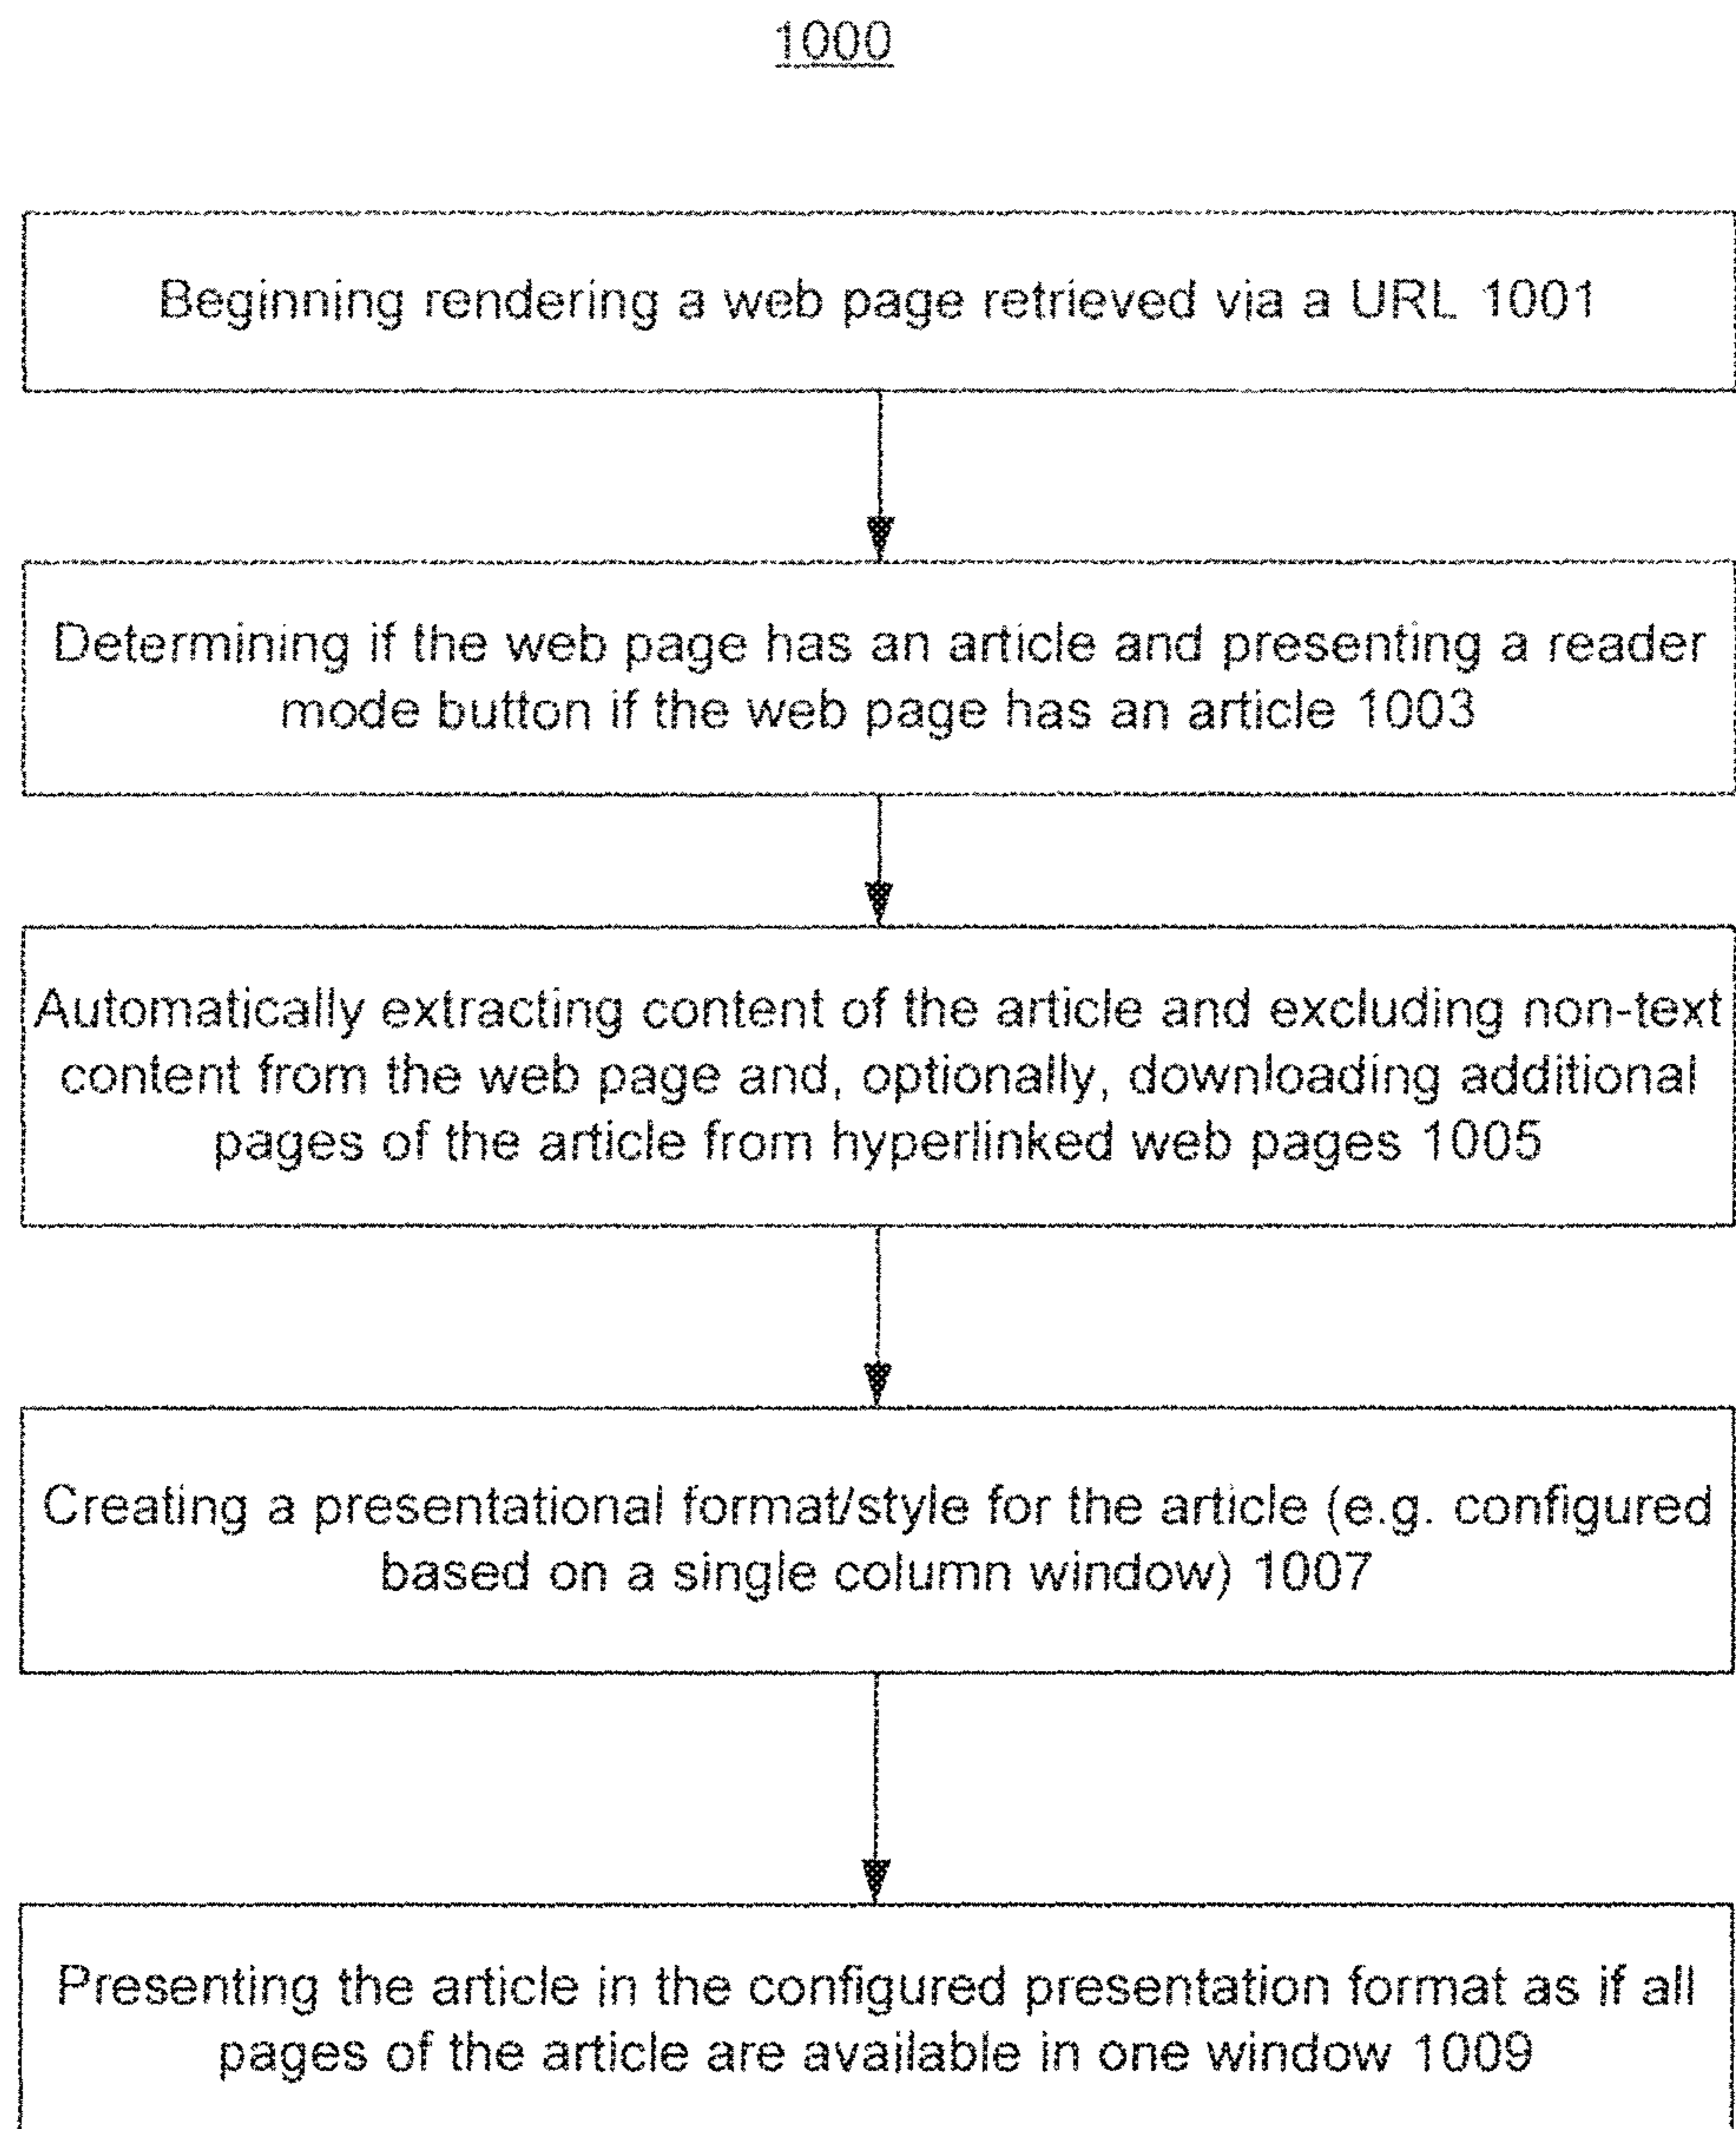 1000
Beginning rendering a web page retrieved via a URL 1001
Determining if the web page has an article and presenting a reader
mode button if the web page has an article 1003
Automatically extracting content of the article and excluding non-text
content from the web page and, optionally, downloading additional
pages of the article from hyperlinked web pages 1005
Creating a presentational format/style for the article (e.g. configured
based on a single column window) 1007
Presenting the article in the configured presentation format as if all
pages of the article are available in one window 1009